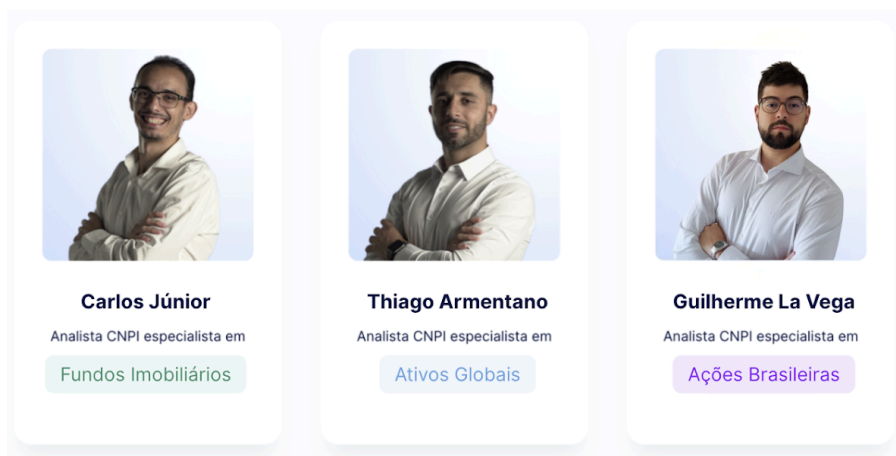 Carlos Júnior
Analista CNPI especialista em
Fundos Imobiliários
Thiago Armentano
Analista CNPI especialista em
Ativos Globais
Guilherme La Vega
Analista CNPI especialista em
Ações Brasileiras